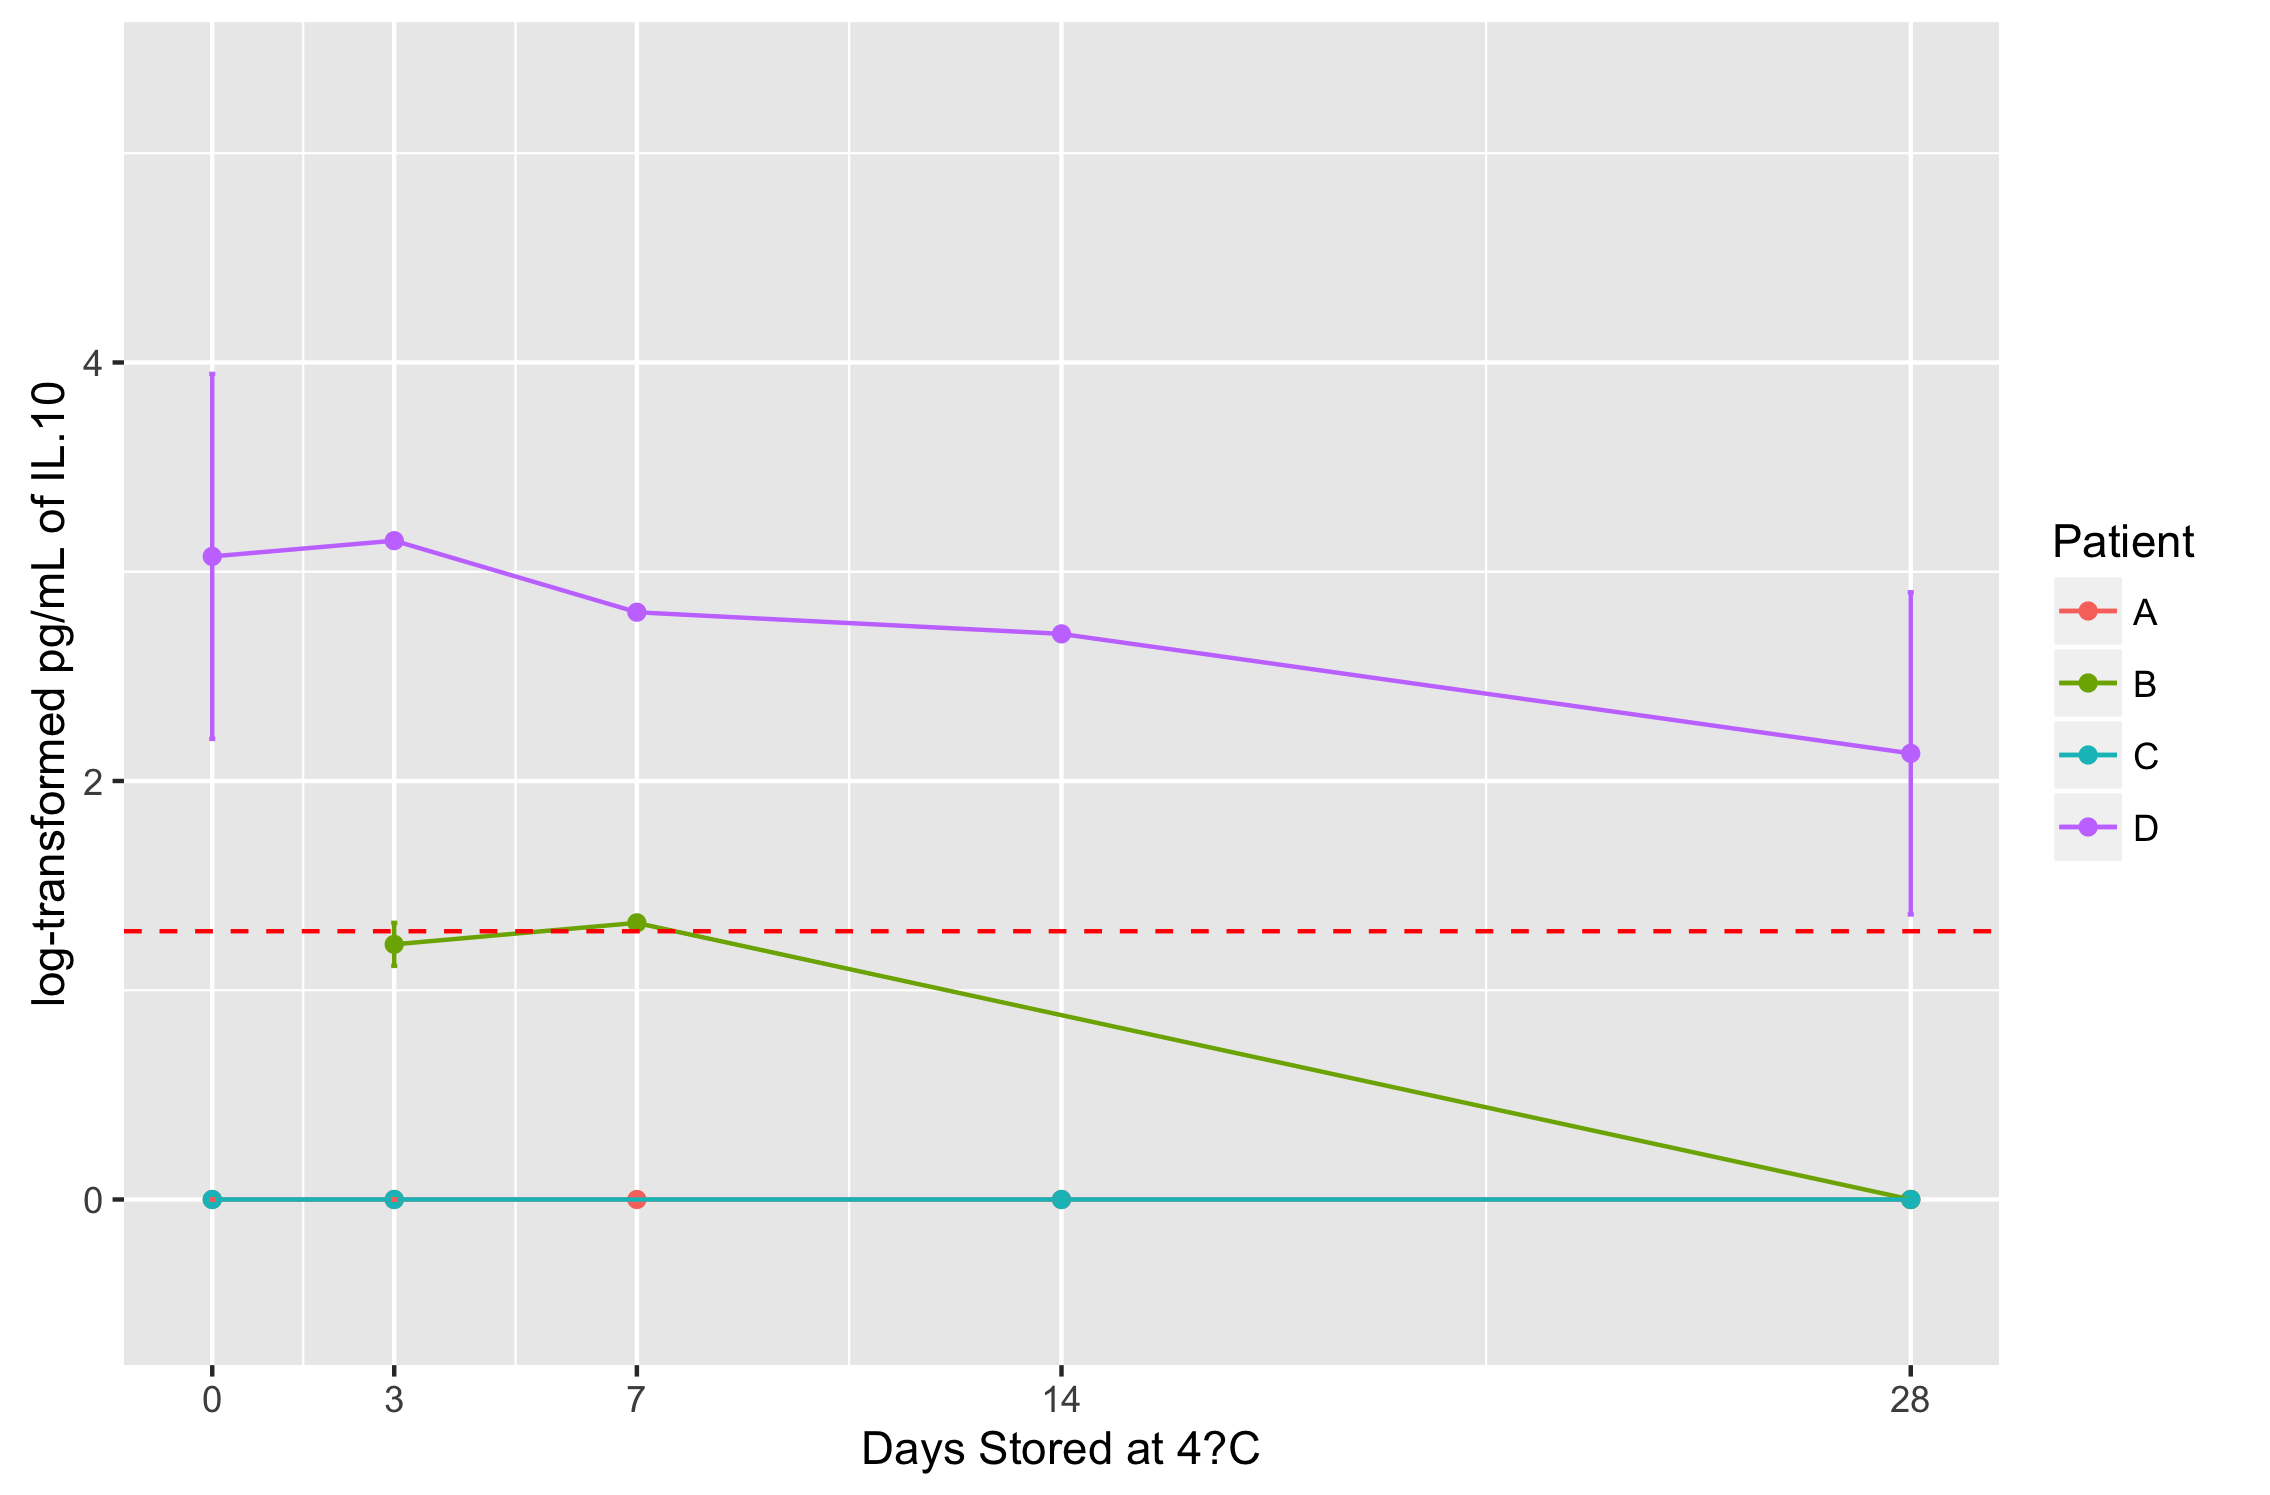 log-transformed pg/mL of IL.10
4
2
0
0 3 7 14 28
Days Stored at 4?C
Patient
A
B
C
D